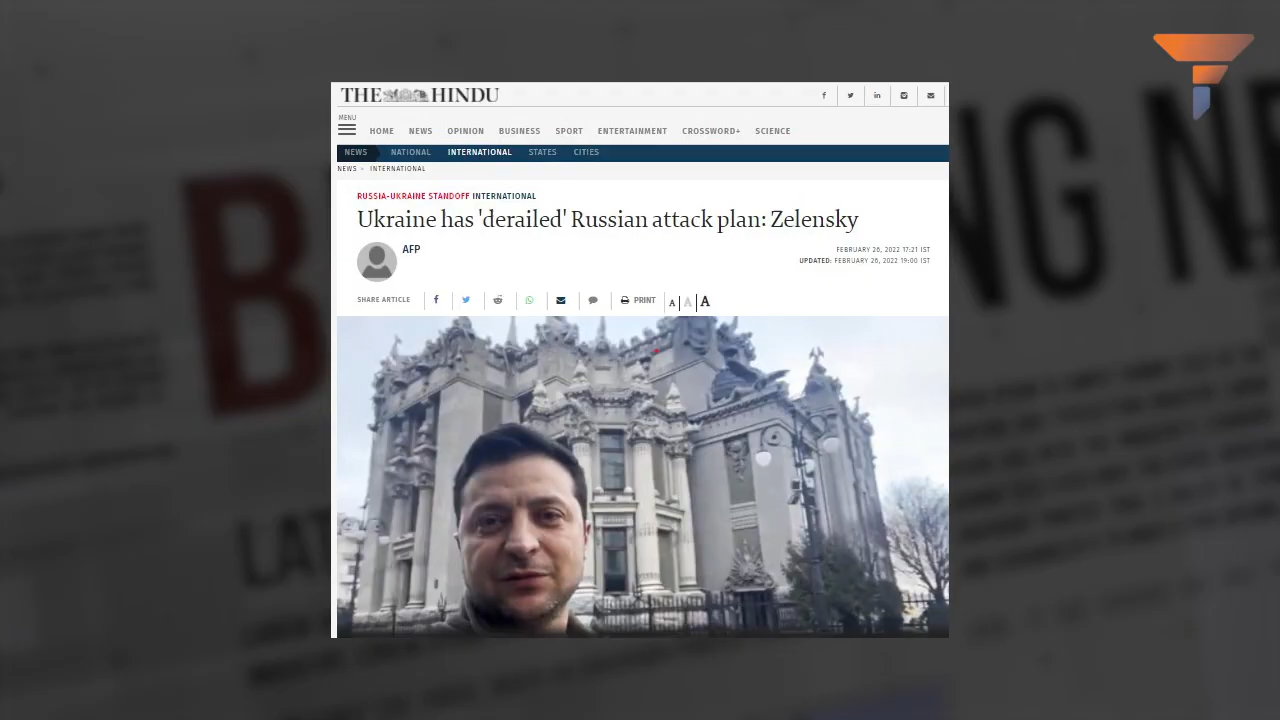 THE HINDU
MENU
HOME NEWS OPINION BUSINESS SPORT ENTERTAINMENT CROSSWORD+ SCIENCE
NEWS NATIONAL INTERNATIONAL STATES CITIES
NEWS INTERNATIONAL
RUSSIA-UKRAINE STANDOFF INTERNATIONAL
Ukraine has 'derailed' Russian attack plan: Zelensky
AFP
FEBRUARY 26, 2022 17:21 IST
UPDATED: FEBRUARY 26, 2022 19:00 IST
SHARE ARTICLE PRINT A A A
B
NG N
LAT